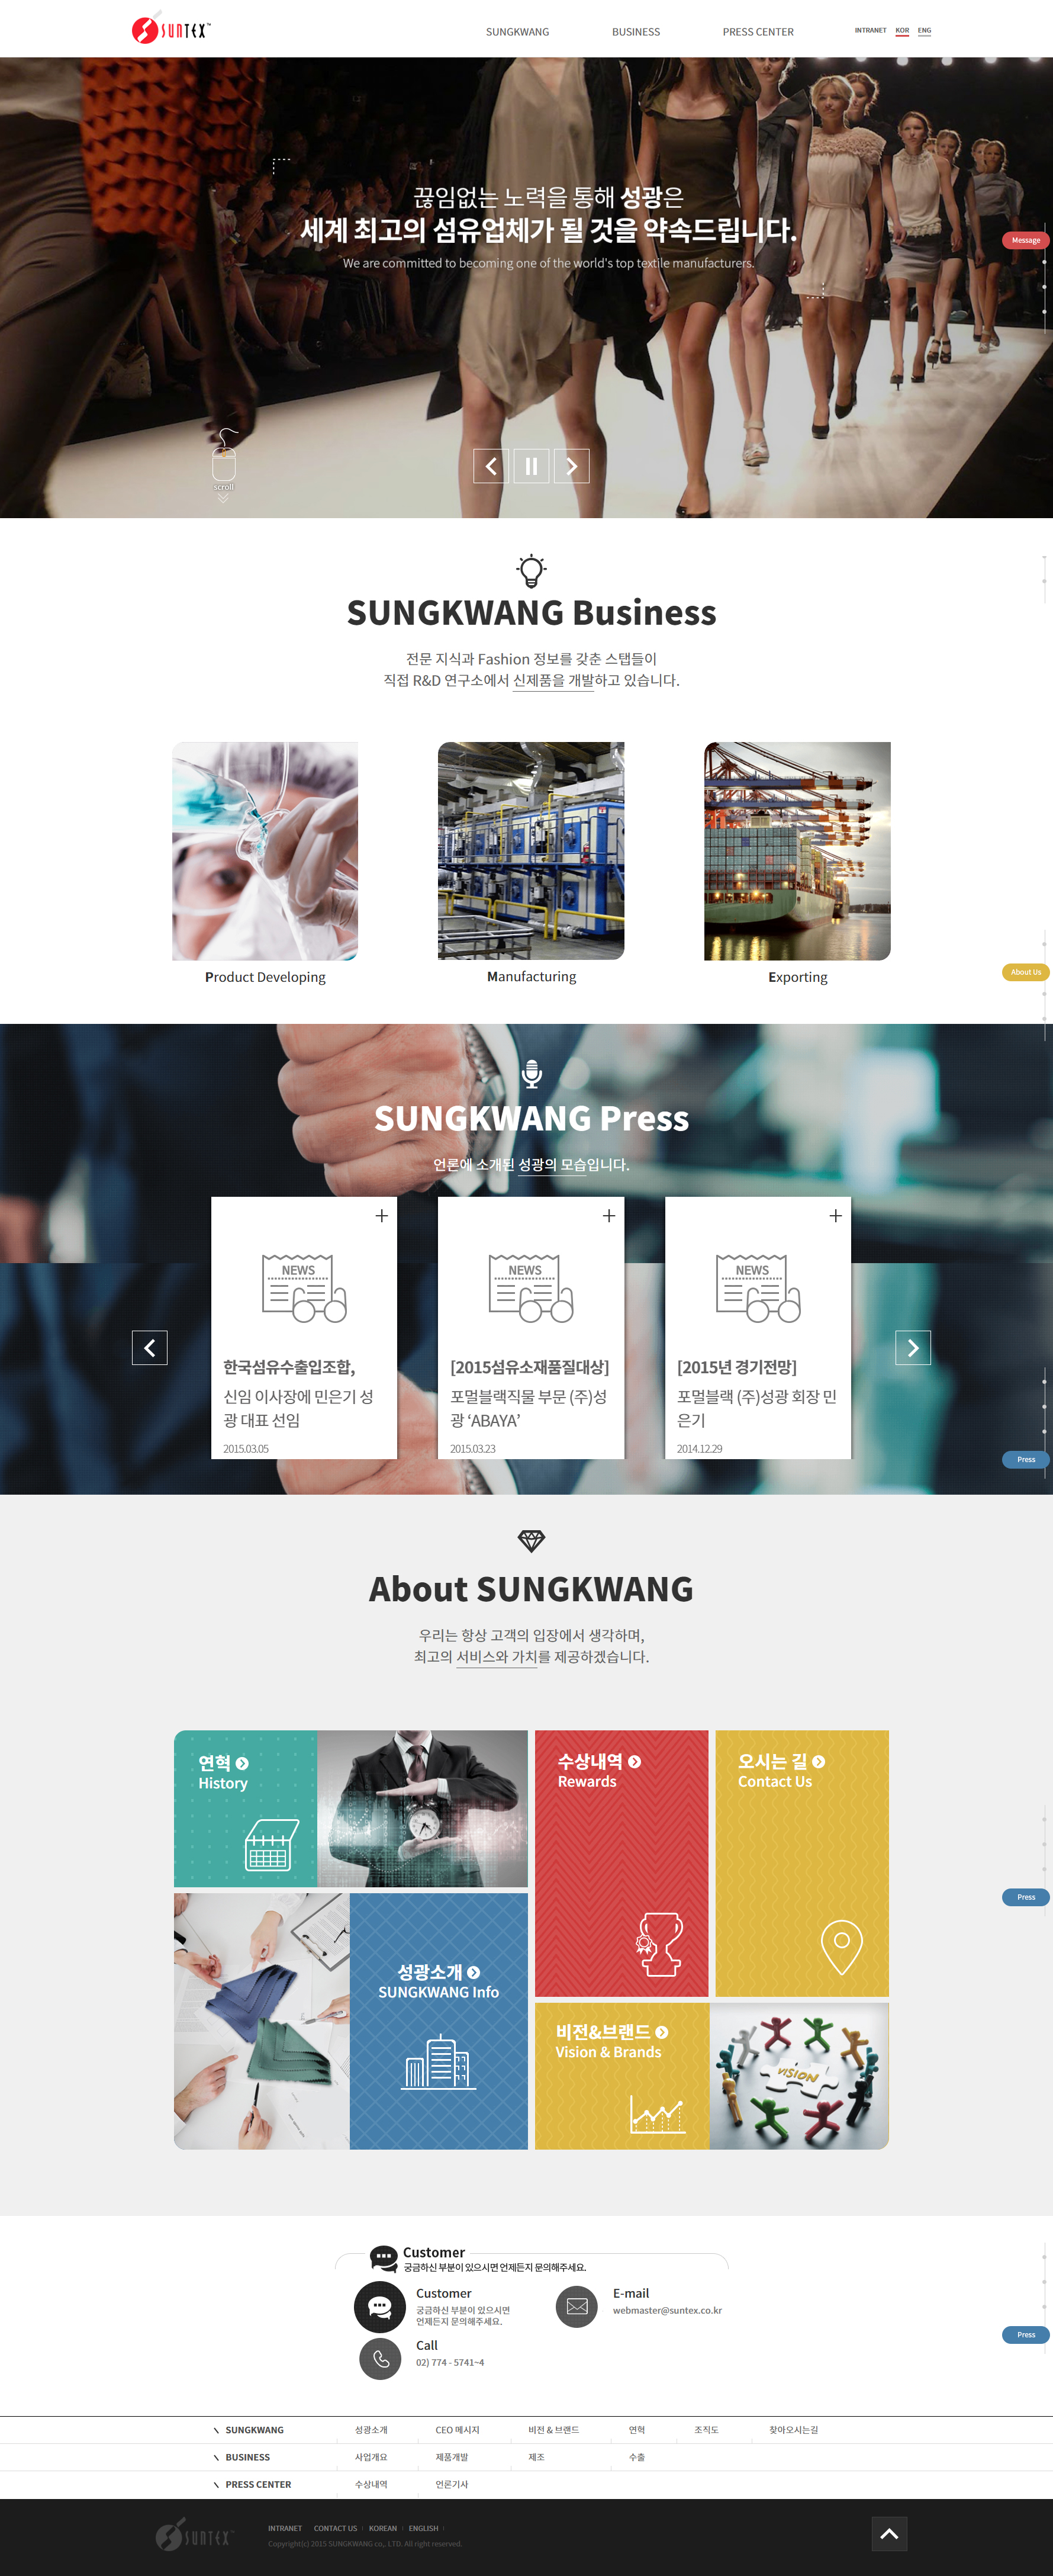 SUNTEX™
SUNGKWANG BUSINESS PRESS CENTER
INTRANET KOR ENG
끊임없는 노력을 통해 성광은
세계 최고의 섬유업체가 될 것을 약속드립니다.
We are committed to becoming one of the world's top textile manufacturers.
Message
scroll
SUNGKWANG Business
전문 지식과 Fashion 정보를 갖춘 스탭들이
직접 R&D 연구소에서 신제품을 개발하고 있습니다.
About Us
Product Developing
Manufacturing
Exporting
SUNGKWANG Press
언론에 소개된 성광의 모습입니다.
NEWS
한국섬유수출입조합,
신임 이사장에 민은기 성
광 대표 선임
2015.03.05
NEWS
[2015섬유소재품질대상]
포멀블랙직물 부문 (주)성
광 ‘ABAYA’
2015.03.23
NEWS
[2015년 경기전망]
포멀블랙 (주)성광 회장 민
은기
2014.12.29
Press
About SUNGKWANG
우리는 항상 고객의 입장에서 생각하며,
최고의 서비스와 가치를 제공하겠습니다.
연혁
History
수상내역
Rewards
오시는 길
Contact Us
Press
성광소개
SUNGKWANG Info
비전&브랜드
Vision & Brands
VISION
Customer
궁금하신 부분이 있으시면 언제든지 문의해주세요.
Customer
궁금하신 부분이 있으시면
언제든지 문의해주세요.
E-mail
webmaster@suntex.co.kr
Call
02) 774 - 5741~4
Press
SUNGKWANG 성광소개 CEO 메시지 비전 & 브랜드 연혁 조직도 찾아오시는길
BUSINESS 사업개요 제품개발 제조 수출
PRESS CENTER 수상내역 언론기사
SUNTEX™
INTRANET CONTACT US KOREAN ENGLISH
Copyright(c) 2015 SUNGKWANG co,. LTD. All right reserved.